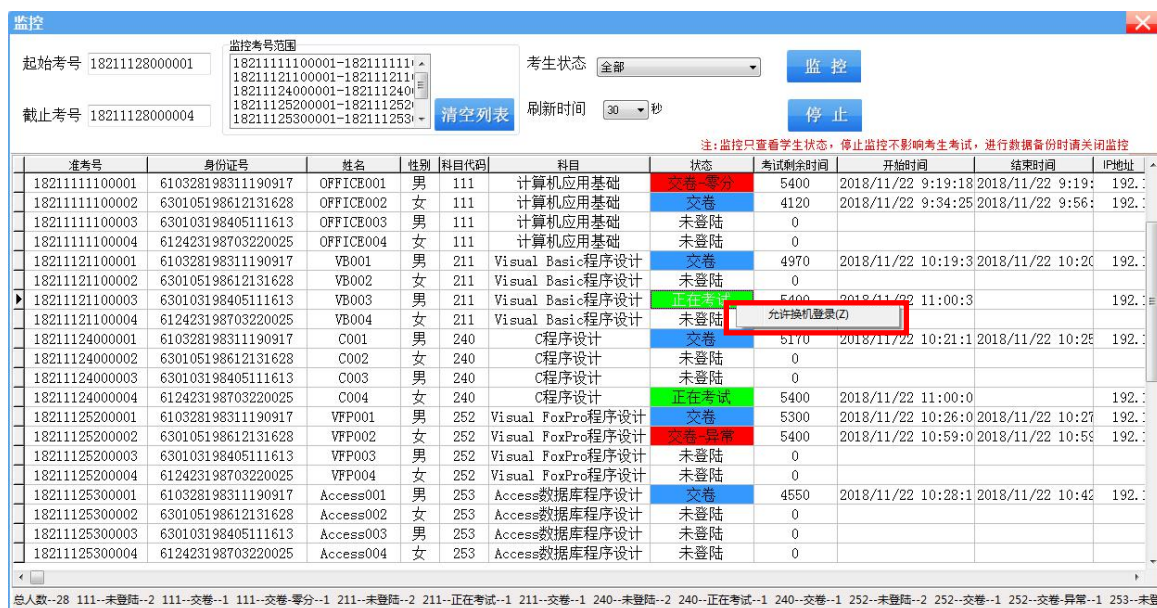 监控
起始考号 18211128000001
截止考号 18211128000004
监控考号范围
18211111100001-182111111
18211121100001-182111211
18211124000001-182111240
18211125200001-182111252
18211125300001-182111253
清空列表
考生状态 全部
刷新时间 30 秒
监 控
停 止
注:监控只查看学生状态，停止监控不影响考生考试，进行数据备份时请关闭监控
准考号 身份证号 姓名 性别 科目代码 科目 状态 考试剩余时间 开始时间 结束时间 IP地址
18211111100001 610328198311190917 OFFICE001 男 111 计算机应用基础 交卷-零分 5400 2018/11/22 9:19:18 2018/11/22 9:19: 192.1
18211111100002 630105198612131628 OFFICE002 女 111 计算机应用基础 交卷 4120 2018/11/22 9:34:25 2018/11/22 9:56: 192.1
18211111100003 630103198405111613 OFFICE003 男 111 计算机应用基础 未登陆 0
18211111100004 612423198703220025 OFFICE004 女 111 计算机应用基础 未登陆 0
18211121100001 610328198311190917 VB001 男 211 Visual Basic程序设计 交卷 4970 2018/11/22 10:19:3 2018/11/22 10:20 192.1
18211121100002 630105198612131628 VB002 女 211 Visual Basic程序设计 未登陆 0
18211121100003 630103198405111613 VB003 男 211 Visual Basic程序设计 正在考试 5400 2018/11/22 11:00:3 192.1
允许换机登录(Z)
18211121100004 612423198703220025 VB004 女 211 Visual Basic程序设计 未登陆
18211124000001 610328198311190917 C001 男 240 C程序设计 交卷 5170 2018/11/22 10:21:1 2018/11/22 10:25 192.1
18211124000002 630105198612131628 C002 女 240 C程序设计 未登陆 0
18211124000003 630103198405111613 C003 男 240 C程序设计 未登陆 0
18211124000004 612423198703220025 C004 女 240 C程序设计 正在考试 5400 2018/11/22 11:00:0 192.1
18211125200001 610328198311190917 VFP001 男 252 Visual FoxPro程序设计 交卷 5300 2018/11/22 10:26:0 2018/11/22 10:27 192.1
18211125200002 630105198612131628 VFP002 女 252 Visual FoxPro程序设计 交卷-异常 5400 2018/11/22 10:59:0 2018/11/22 10:59 192.1
18211125200003 630103198405111613 VFP003 男 252 Visual FoxPro程序设计 未登陆 0
18211125200004 612423198703220025 VFP004 女 252 Visual FoxPro程序设计 未登陆 0
18211125300001 610328198311190917 Access001 男 253 Access数据库程序设计 交卷 4550 2018/11/22 10:28:1 2018/11/22 10:42 192.1
18211125300002 630105198612131628 Access002 女 253 Access数据库程序设计 未登陆 0
18211125300003 630103198405111613 Access003 男 253 Access数据库程序设计 未登陆 0
18211125300004 612423198703220025 Access004 女 253 Access数据库程序设计 未登陆 0
总人数--28 111--未登陆--2 111--交卷--1 111--交卷-零分--1 211--未登陆--2 211--正在考试--1 211--交卷--1 240--未登陆--2 240--正在考试--1 240--交卷--1 252--未登陆--2 252--交卷--1 252--交卷-异常--1 253--未登